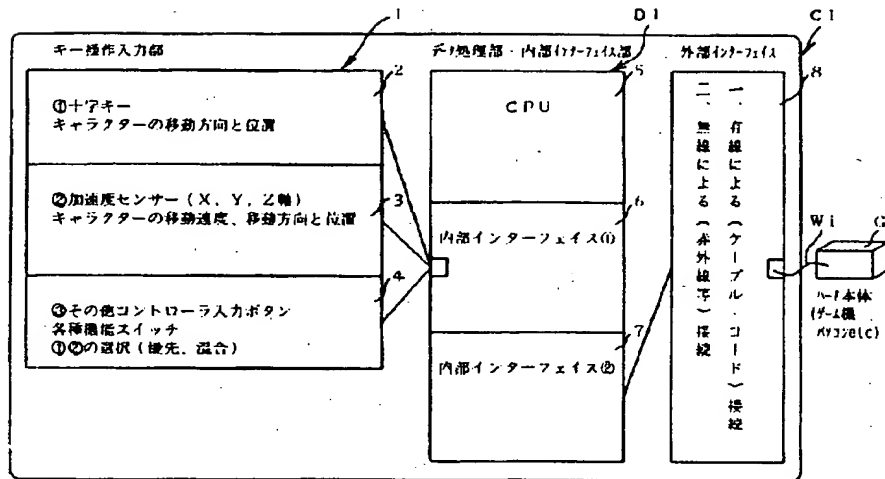 1
D1
C1
キー操作入力部
データ処理部・内部インターフェイス部
外部インターフェイス
2
①十字キー
キャラクターの移動方向と位置
②加速度センサー(X、Y、Z軸)
3
キャラクターの移動速度、移動方向と位置
4
③その他コントローラ入力ボタン
各種機能スイッチ
①②の選択(優先、混合)
5
CPU
6
内部インターフェイス①
7
内部インターフェイス②
8
一、有線による(ケーブル・コード)接続
二、無線による(赤外線等)接続
W1
G
ハード本体
(ゲーム機
パソコンetc)